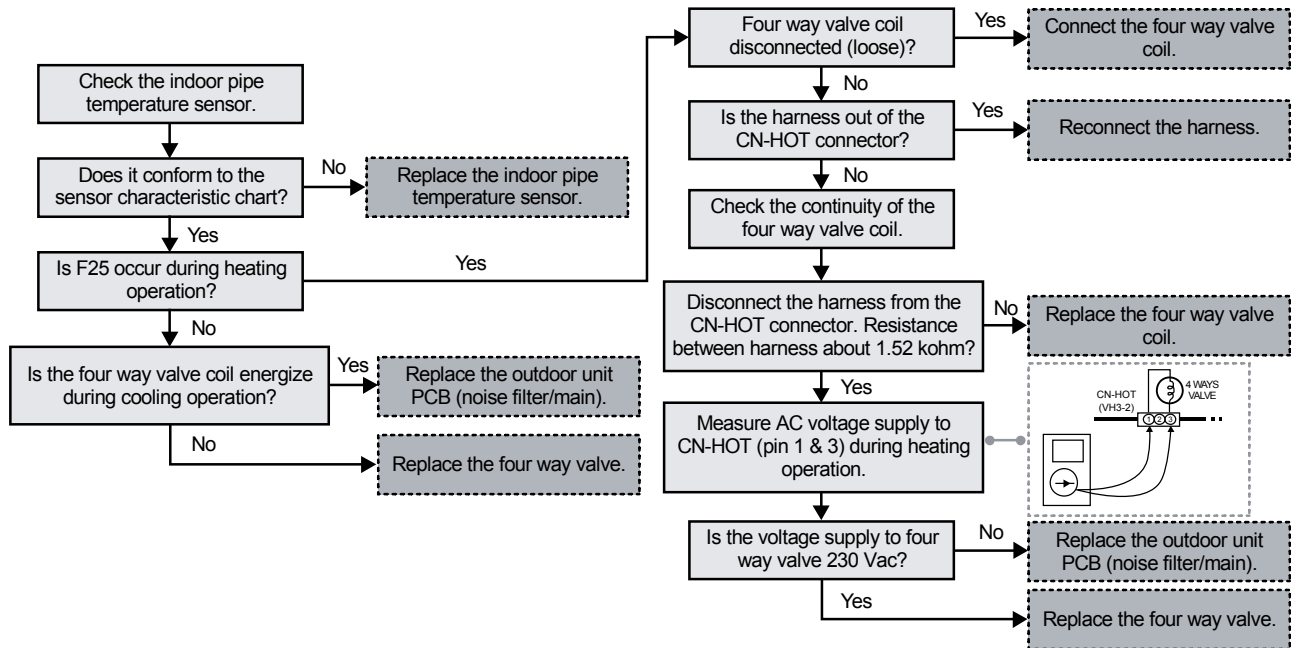 Check the indoor pipe
temperature sensor.
Does it conform to the
sensor characteristic chart?
No
Replace the indoor pipe
temperature sensor.
Yes
Is F25 occur during heating
operation?
Yes
No
Is the four way valve coil energize
during cooling operation?
Yes
Replace the outdoor unit
PCB (noise filter/main).
No
Replace the four way valve.
Four way valve coil
disconnected (loose)?
Yes
Connect the four way valve
coil.
No
Is the harness out of the
CN-HOT connector?
Yes
Reconnect the harness.
No
Check the continuity of the
four way valve coil.
Disconnect the harness from the
CN-HOT connector. Resistance
between harness about 1.52 kohm?
No
Replace the four way valve
coil.
Yes
Measure AC voltage supply to
CN-HOT (pin 1 & 3) during heating
operation.
CN-HOT
(VH3-2)
4 WAYS
VALVE
1 2 3
Is the voltage supply to four
way valve 230 Vac?
No
Replace the outdoor unit
PCB (noise filter/main).
Yes
Replace the four way valve.